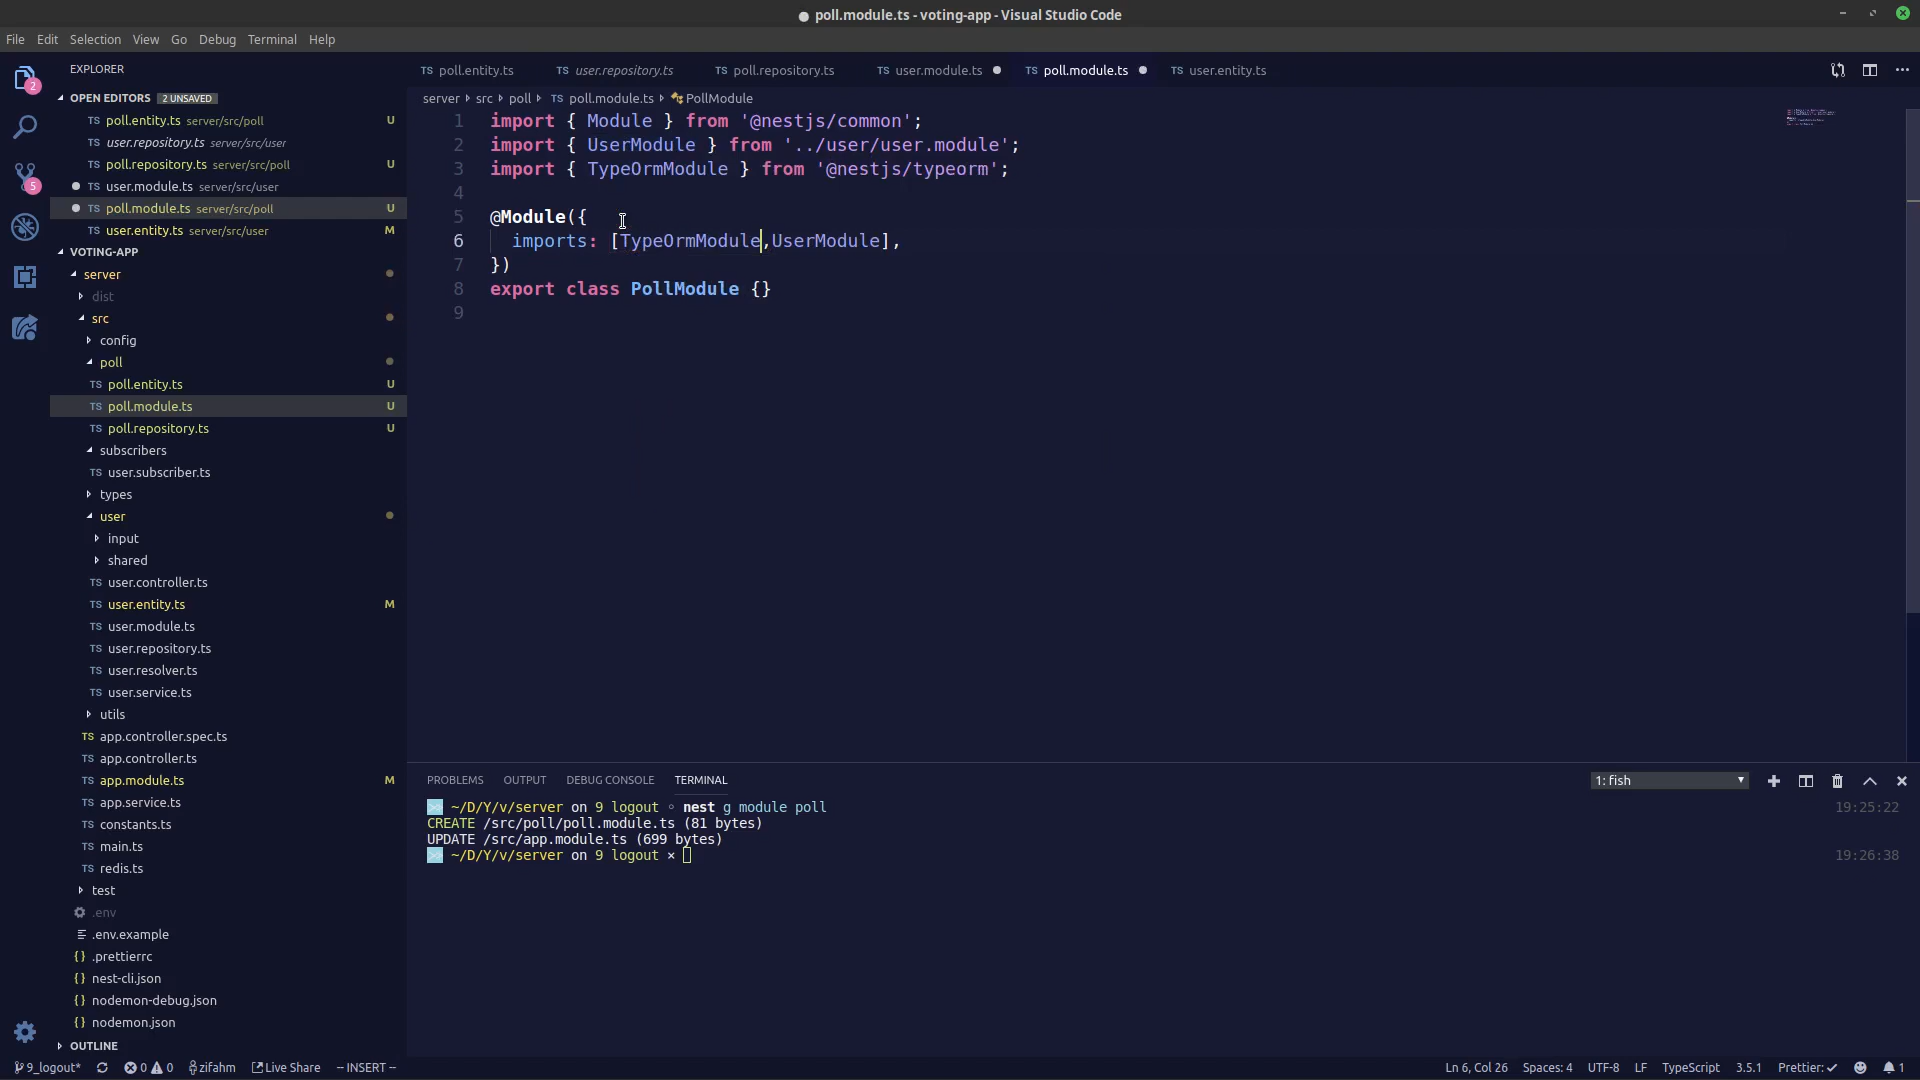 poll.module.ts - voting-app - Visual Studio Code
File Edit Selection View Go Debug Terminal Help
EXPLORER
OPEN EDITORS 2 UNSAVED
TS poll.entity.ts server/src/poll U
TS user.repository.ts server/src/user
TS poll.repository.ts server/src/poll U
TS user.module.ts server/src/user
TS poll.module.ts server/src/poll U
TS user.entity.ts server/src/user M
VOTING-APP
server
dist
src
config
poll
TS poll.entity.ts U
TS poll.module.ts U
TS poll.repository.ts U
subscribers
TS user.subscriber.ts
types
user
input
shared
TS user.controller.ts
TS user.entity.ts M
TS user.module.ts
TS user.repository.ts
TS user.resolver.ts
TS user.service.ts
utils
TS app.controller.spec.ts
TS app.controller.ts
TS app.module.ts M
TS app.service.ts
TS constants.ts
TS main.ts
TS redis.ts
test
.env
.env.example
{} .prettierrc
{} nest-cli.json
{} nodemon-debug.json
{} nodemon.json
OUTLINE
2
5
TS poll.entity.ts TS user.repository.ts TS poll.repository.ts TS user.module.ts TS poll.module.ts TS user.entity.ts
server src poll TS poll.module.ts PollModule
1 import { Module } from '@nestjs/common';
2 import { UserModule } from '../user/user.module';
3 import { TypeOrmModule } from '@nestjs/typeorm';
4
5 @Module({
6 imports: [TypeOrmModule,UserModule],
7 })
8 export class PollModule {}
9
PROBLEMS OUTPUT DEBUG CONSOLE TERMINAL 1: fish
>> ~/D/Y/v/server on 9 logout ◦ nest g module poll 19:25:22
CREATE /src/poll/poll.module.ts (81 bytes)
UPDATE /src/app.module.ts (699 bytes)
>> ~/D/Y/v/server on 9 logout × 19:26:38
9_logout* 0 0 zifahm Live Share -- INSERT -- Ln 6, Col 26 Spaces: 4 UTF-8 LF TypeScript 3.5.1 Prettier: ✓ 1